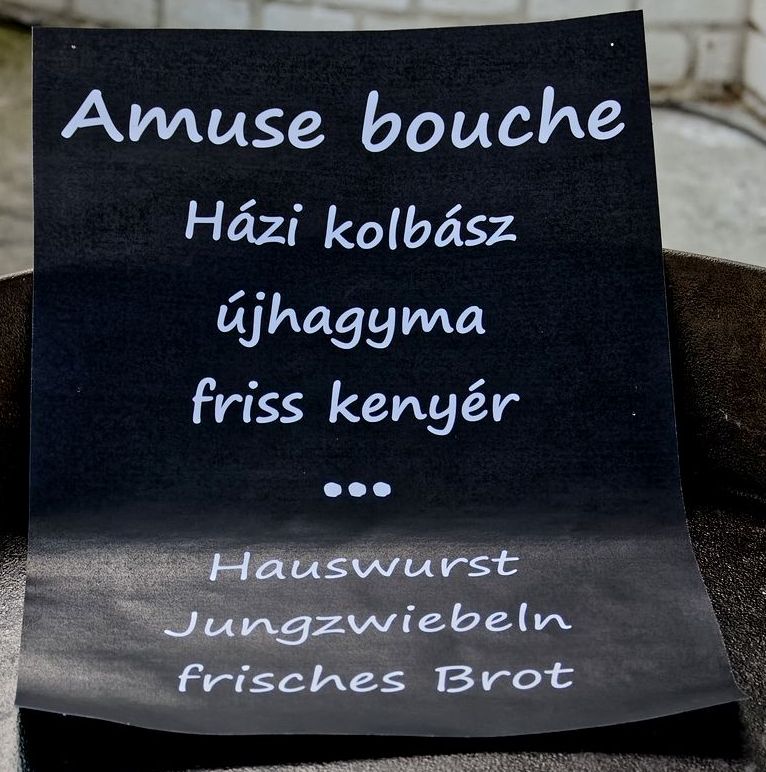 Amuse bouche
Házi kolbász
újhagyma
friss kenyér
...
Hauswurst
Jungzwiebeln
frisches Brot